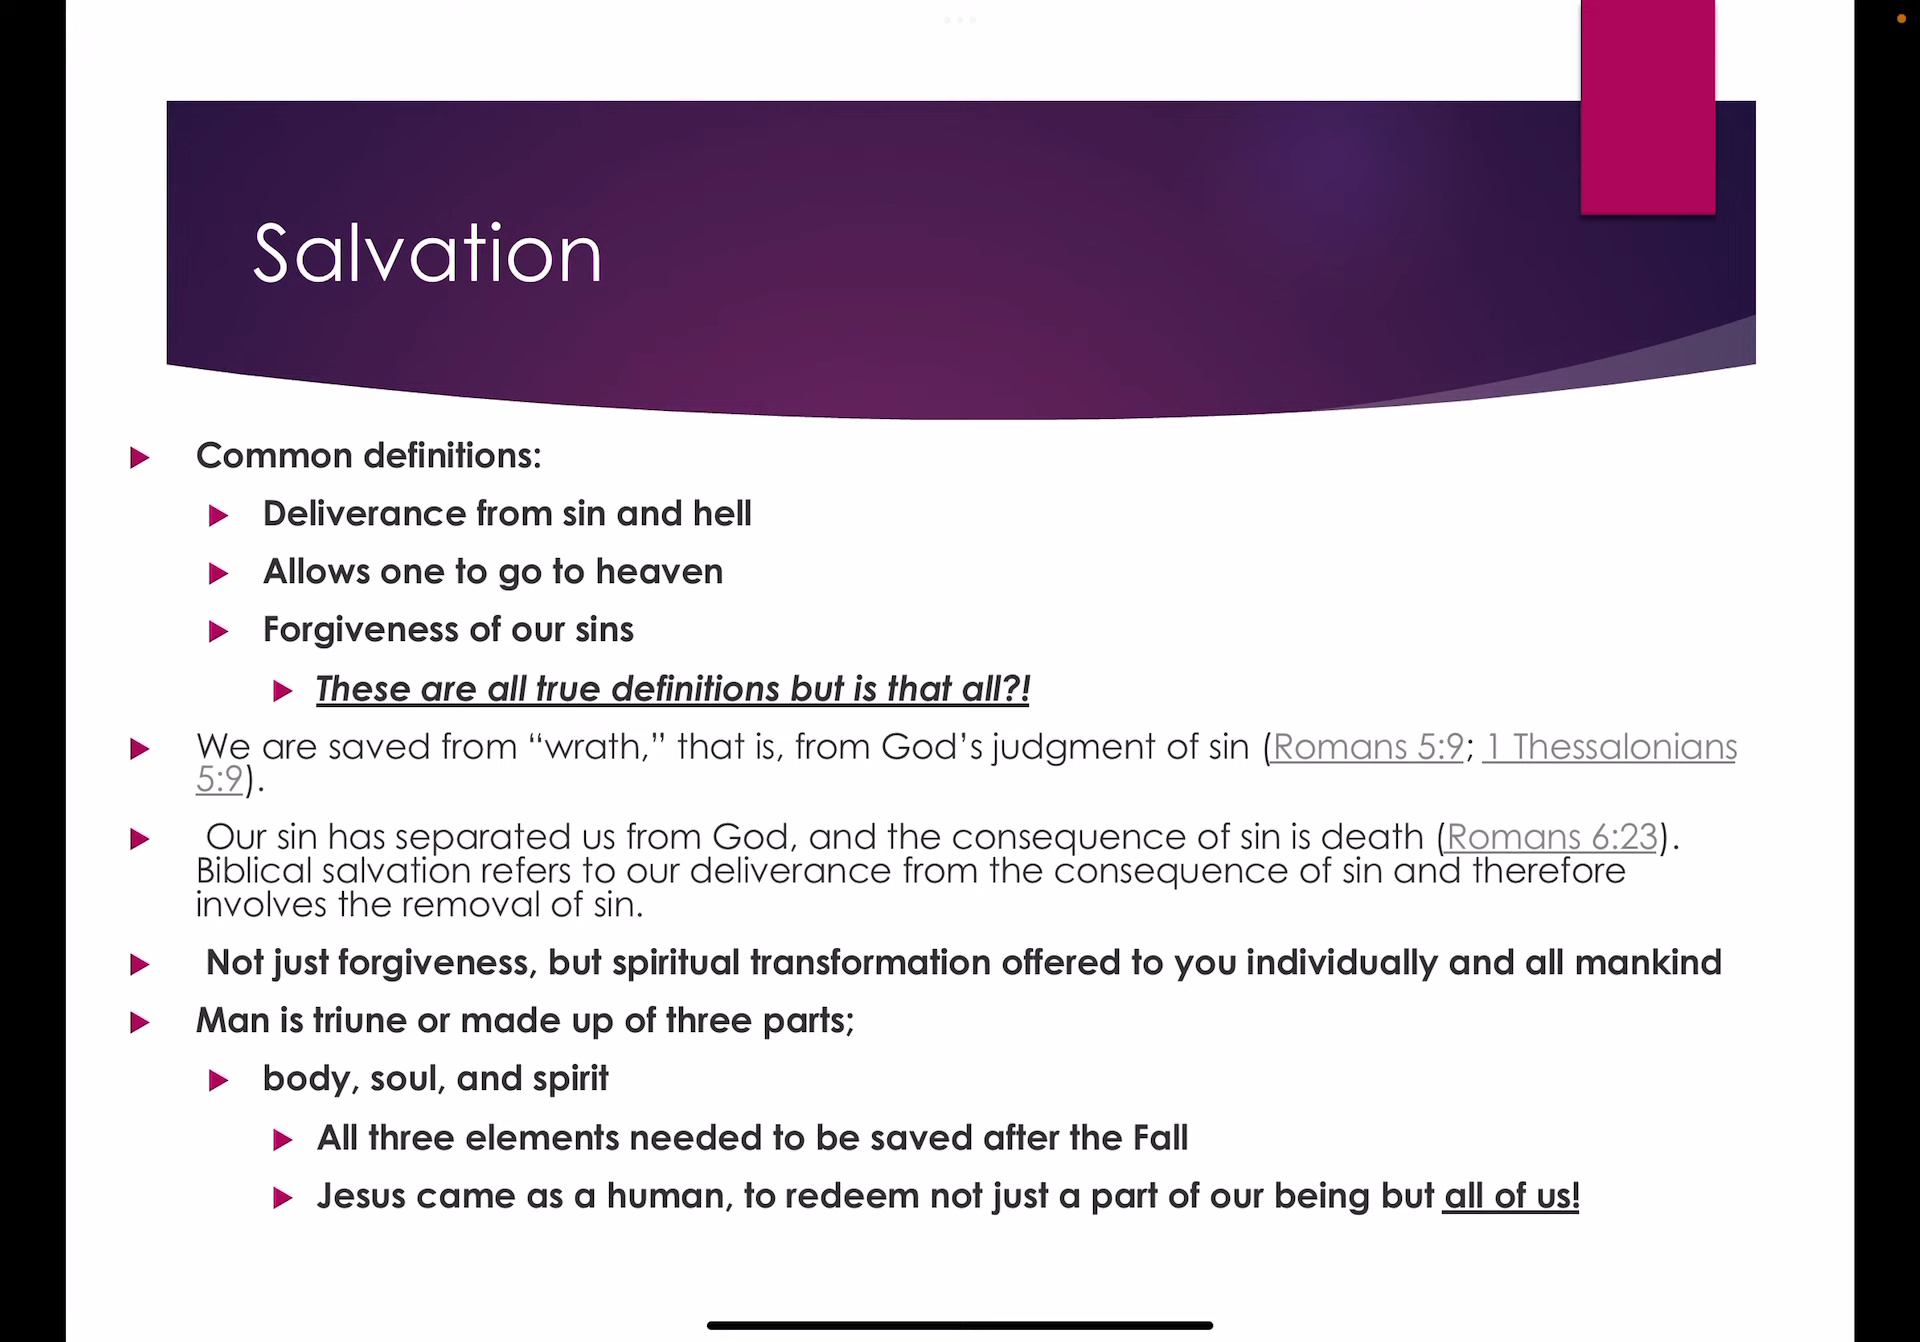 Salvation
Common definitions:
Deliverance from sin and hell
Allows one to go to heaven
Forgiveness of our sins
These are all true definitions but is that all?!
We are saved from “wrath,” that is, from God’s judgment of sin (Romans 5:9; 1 Thessalonians
5:9).
Our sin has separated us from God, and the consequence of sin is death (Romans 6:23).
Biblical salvation refers to our deliverance from the consequence of sin and therefore
involves the removal of sin.
Not just forgiveness, but spiritual transformation offered to you individually and all mankind
Man is triune or made up of three parts;
body, soul, and spirit
All three elements needed to be saved after the Fall
Jesus came as a human, to redeem not just a part of our being but all of us!